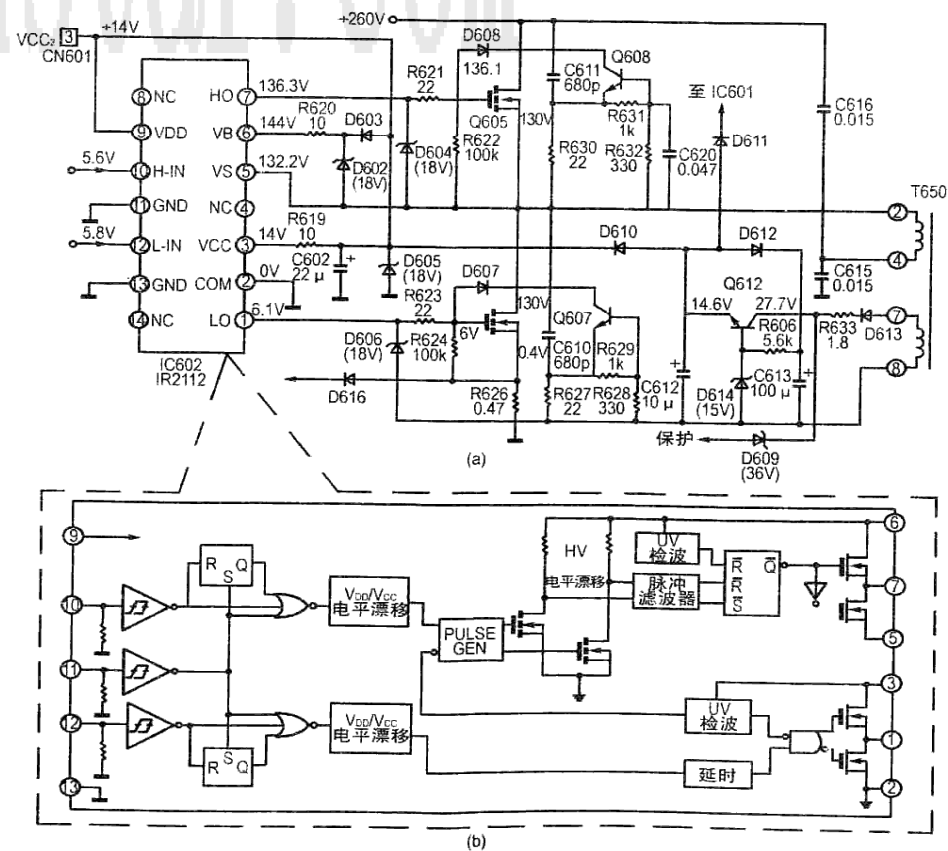 +260V
VCC₂ 3 +14V
CN601
8 NC
9 VDD
5.6V
10 H-IN
11 GND
5.8V
12 L-IN
13 GND
14 NC
HO 7 136.3V
VB 6 144V
VS 5 132.2V
NC 4
VCC 3 14V
COM 2 0V
LO 1 6.1V
IC602
IR2112
R620
10
D603
D602
(18V)
R621
22
D604
(18V)
D608
136.1
Q605
R622
100k
130V
C611
680p
Q608
R631
1k
R630
22
R632
330
C620
0.047
至 IC601
D611
C616
0.015
T650
2
4
7
8
R619
10
C602
22 μ
D605
(18V)
R623
22
D606
(18V)
R624
100k
D607
6V
130V
0.4V
D616
R626
0.47
Q607
C610
680p
R629
1k
R627
22
R628
330
C612
10 μ
D610
D612
C615
0.015
Q612
14.6V
27.7V
R606
5.6k
R633
1.8
D613
D614
(15V)
C613
100 μ
保护
D609
(36V)
(a)
9
10
11
12
13
R Q
S
S
R Q
VDD/VCC
电平漂移
VDD/VCC
电平漂移
PULSE
GEN
HV
电平漂移
UV
检波
脉冲
滤波器
R̅ Q̅
R̅
S̅
UV
检波
延时
6
7
5
3
1
2
(b)